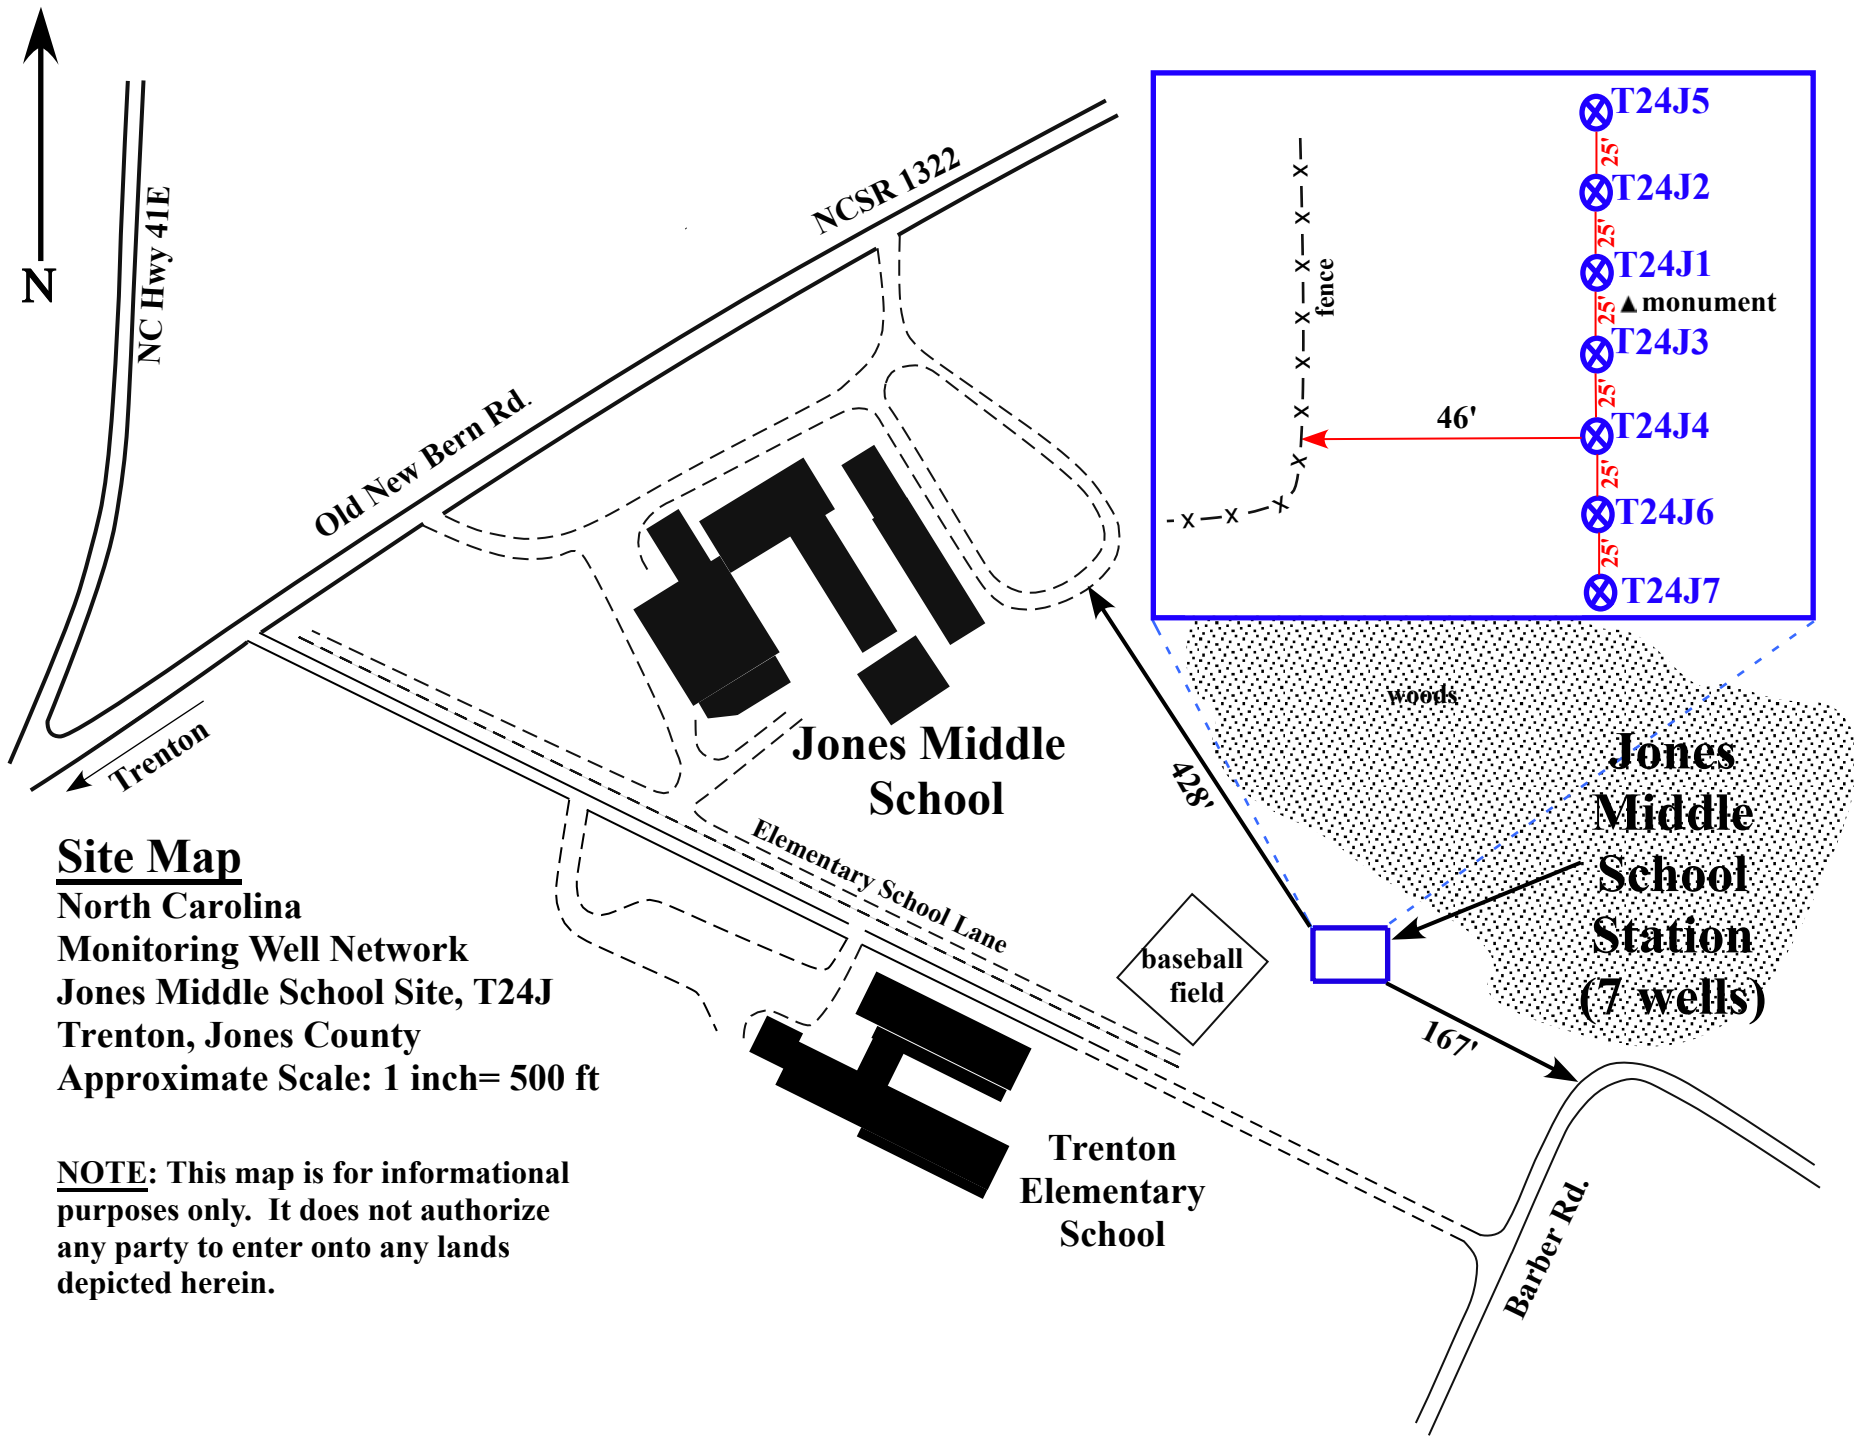 N
NC Hwy 41E
Old New Bern Rd.
NCSR 1322
Trenton
T24J5
25'
T24J2
25'
T24J1
25'
▲ monument
T24J3
25'
T24J4
46'
25'
T24J6
25'
T24J7
fence
woods
Jones Middle
School
428'
Jones
Middle
School
Station
(7 wells)
Elementary School Lane
baseball
field
167'
Trenton
Elementary
School
Barber Rd.
Site Map
North Carolina
Monitoring Well Network
Jones Middle School Site, T24J
Trenton, Jones County
Approximate Scale: 1 inch= 500 ft
NOTE: This map is for informational
purposes only.  It does not authorize
any party to enter onto any lands
depicted herein.